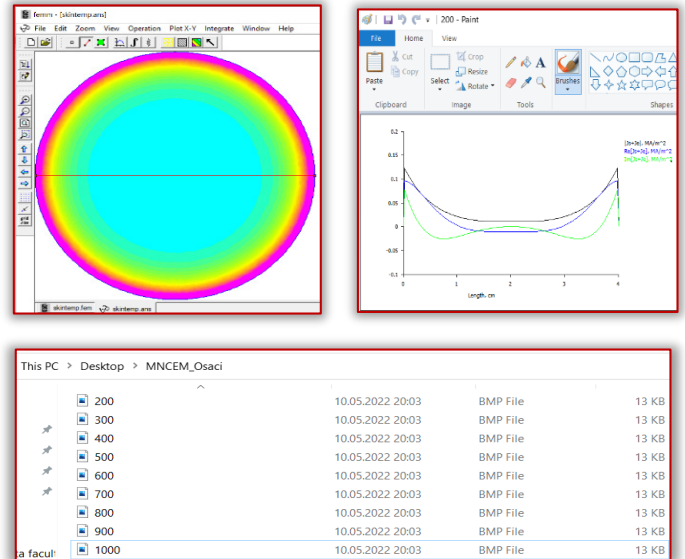 femm - [skintemp.ans]
File Edit Zoom View Operation Plot X-Y Integrate Window Help
skintemp.fem skintemp.ans
200 - Paint
File Home View
Paste
Cut
Copy
Clipboard
Select
Crop
Resize
Rotate
Image
Tools
Brushes
Shapes
0.2
0.15
0.1
0.05
0
-0.05
-0.1
0 1 2 3 4
Length, cm
|Js+Je|, MA/m^2
Re[Js+Je], MA/m^2
Im[Js+Je], MA/m^2
This PC > Desktop > MNCEM_Osaci
200 10.05.2022 20:03 BMP File 13 KB
300 10.05.2022 20:03 BMP File 13 KB
400 10.05.2022 20:03 BMP File 13 KB
500 10.05.2022 20:03 BMP File 13 KB
600 10.05.2022 20:03 BMP File 13 KB
700 10.05.2022 20:03 BMP File 13 KB
800 10.05.2022 20:03 BMP File 13 KB
900 10.05.2022 20:03 BMP File 13 KB
a facul 1000 10.05.2022 20:03 BMP File 13 KB